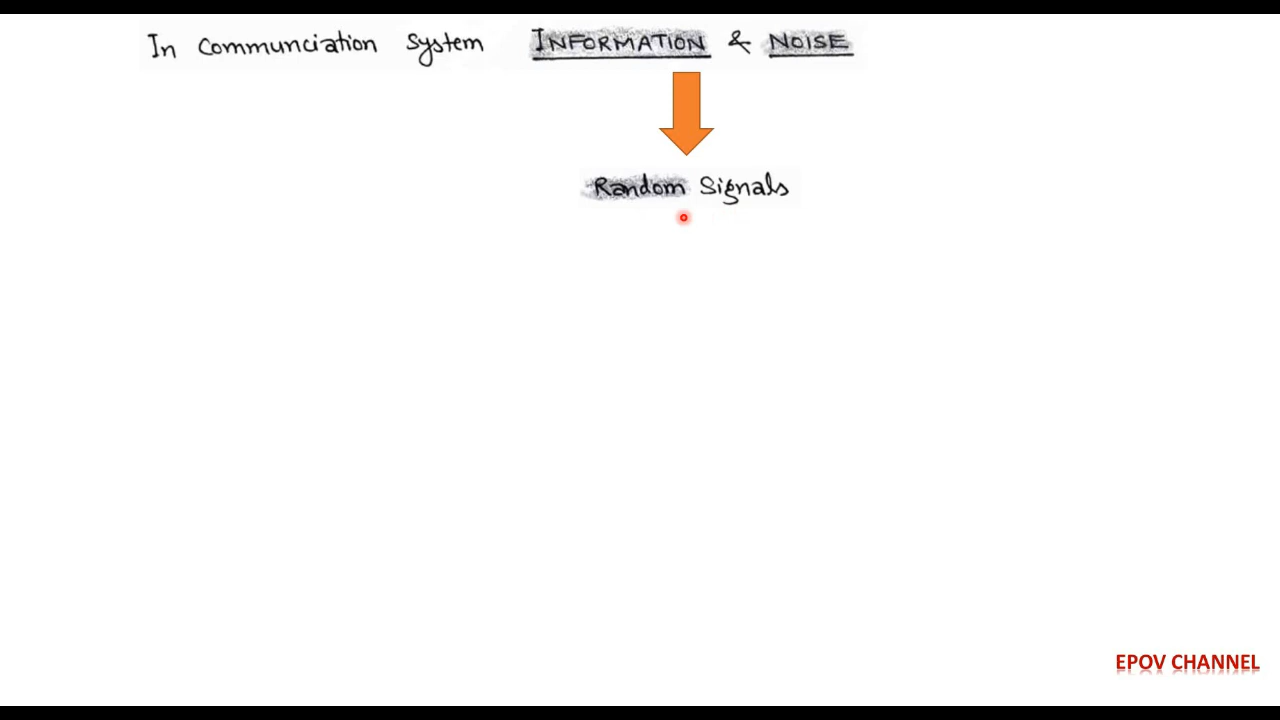 In Communciation System INFORMATION & NOISE
Random Signals
EPOV CHANNEL